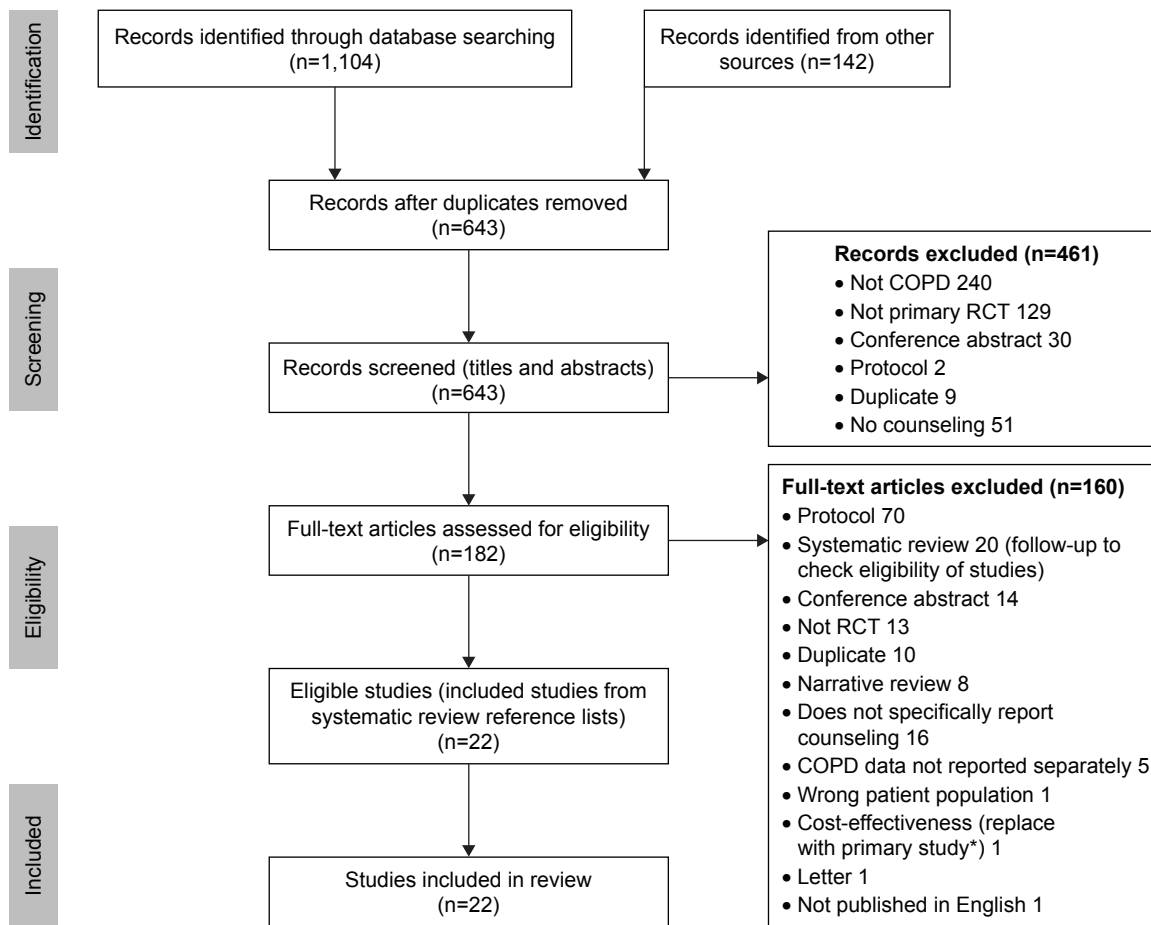 Identification
Records identified through database searching
(n=1,104)
Records identified from other
sources (n=142)
Records after duplicates removed
(n=643)
Screening
Records screened (titles and abstracts)
(n=643)
Records excluded (n=461)
• Not COPD 240
• Not primary RCT 129
• Conference abstract 30
• Protocol 2
• Duplicate 9
• No counseling 51
Eligibility
Full-text articles assessed for eligibility
(n=182)
Full-text articles excluded (n=160)
• Protocol 70
• Systematic review 20 (follow-up to
check eligibility of studies)
• Conference abstract 14
• Not RCT 13
• Duplicate 10
• Narrative review 8
• Does not specifically report
counseling 16
• COPD data not reported separately 5
• Wrong patient population 1
• Cost-effectiveness (replace
with primary study*) 1
• Letter 1
• Not published in English 1
Eligible studies (included studies from
systematic review reference lists)
(n=22)
Included
Studies included in review
(n=22)